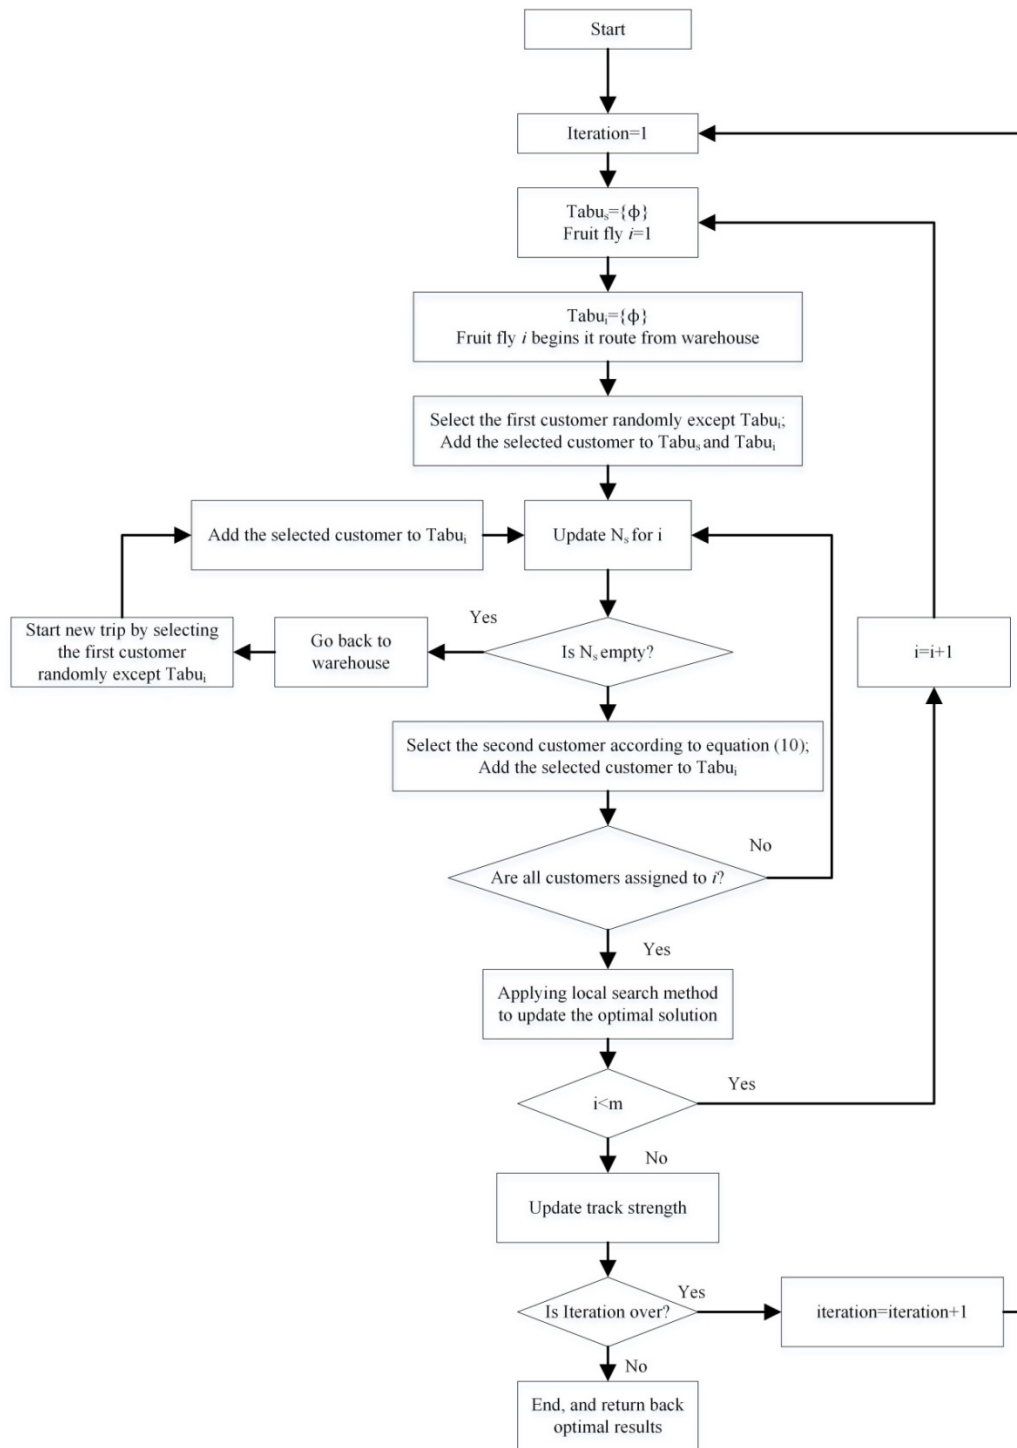 Start
Iteration=1
Tabuₛ={ϕ}
Fruit fly i=1
Tabuᵢ={ϕ}
Fruit fly i begins it route from warehouse
Select the first customer randomly except Tabuᵢ;
Add the selected customer to Tabuₛ and Tabuᵢ
Add the selected customer to Tabuᵢ
Update Nₛ for i
Start new trip by selecting
the first customer
randomly except Tabuᵢ
Go back to
warehouse
Yes
Is Nₛ empty?
i=i+1
Select the second customer according to equation (10);
Add the selected customer to Tabuᵢ
No
Are all customers assigned to i?
Yes
Applying local search method
to update the optimal solution
Yes
i<m
No
Update track strength
Yes
Is Iteration over?
iteration=iteration+1
No
End, and return back
optimal results